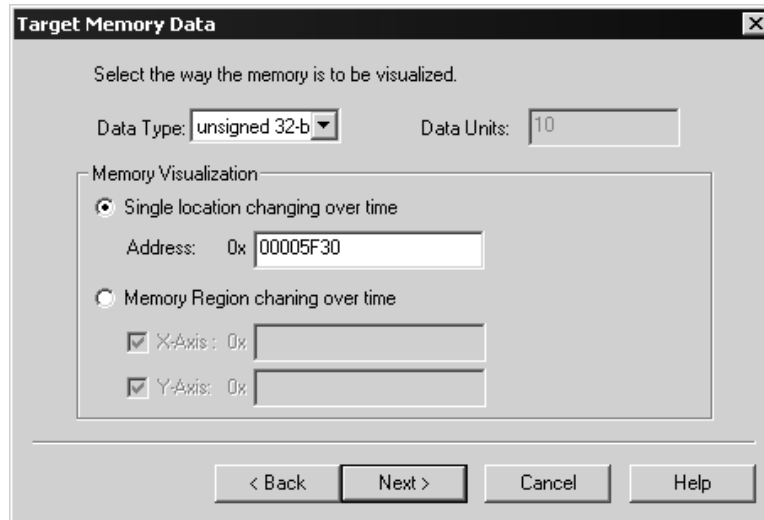 Target Memory Data
Select the way the memory is to be visualized.
Data Type: unsigned 32-b Data Units: 10
Memory Visualization
Single location changing over time
Address: 0x 00005F30
Memory Region chaning over time
X-Axis : 0x
Y-Axis: 0x
< Back Next > Cancel Help